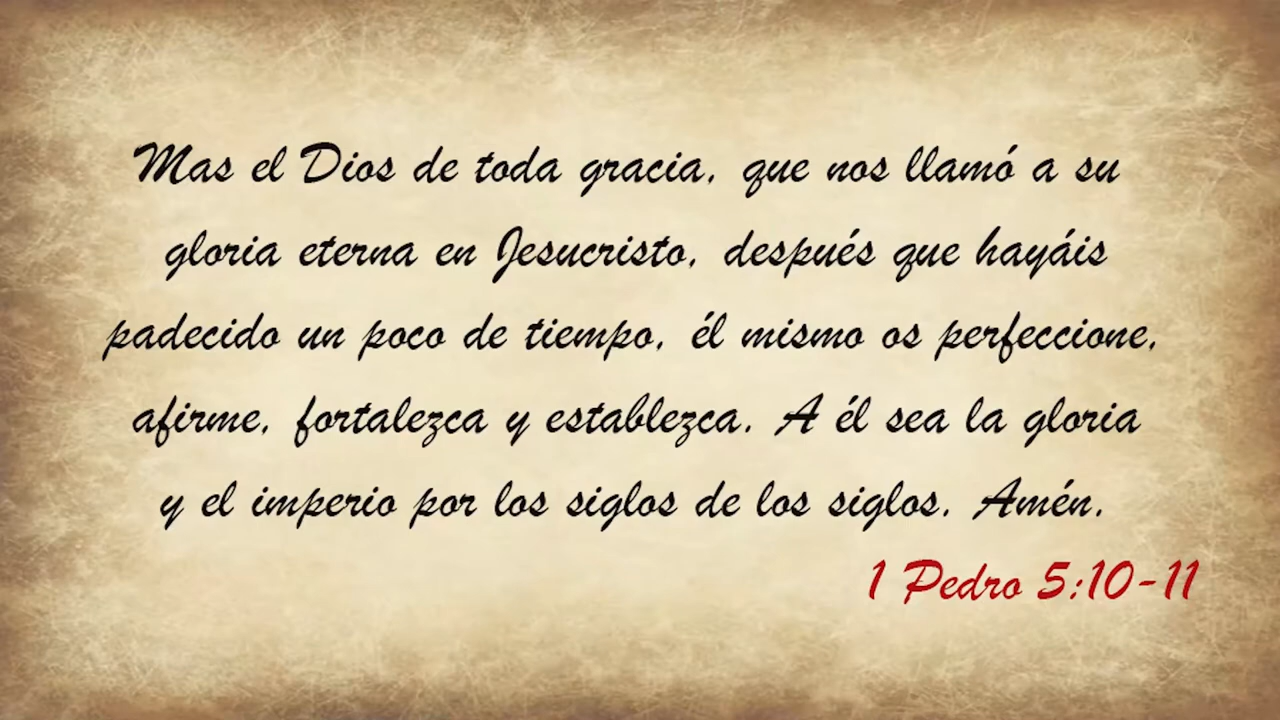 Mas el Dios de toda gracia, que nos llamó a su
gloria eterna en Jesucristo, después que hayáis
padecido un poco de tiempo, él mismo os perfeccione,
afirme, fortalezca y establezca. A él sea la gloria
y el imperio por los siglos de los siglos. Amén.
1 Pedro 5:10-11